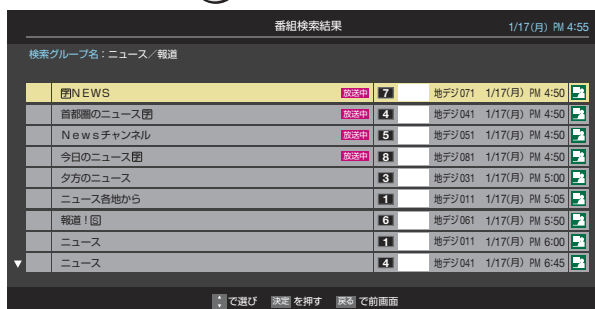 番組検索結果 1/17(月) PM 4:55
検索グループ名：ニュース／報道
🈑NEWS 放送中 7 地デジ071 1/17(月) PM 4:50
首都圏のニュース🈑 放送中 4 地デジ041 1/17(月) PM 4:50
Newsチャンネル 放送中 5 地デジ051 1/17(月) PM 4:50
今日のニュース🈑 放送中 8 地デジ081 1/17(月) PM 4:50
夕方のニュース 3 地デジ031 1/17(月) PM 5:00
ニュース各地から 1 地デジ011 1/17(月) PM 5:05
報道！🅂 6 地デジ061 1/17(月) PM 5:50
ニュース 1 地デジ011 1/17(月) PM 6:00
▼ ニュース 4 地デジ041 1/17(月) PM 6:45
で選び 決定 を押す 戻る で前画面